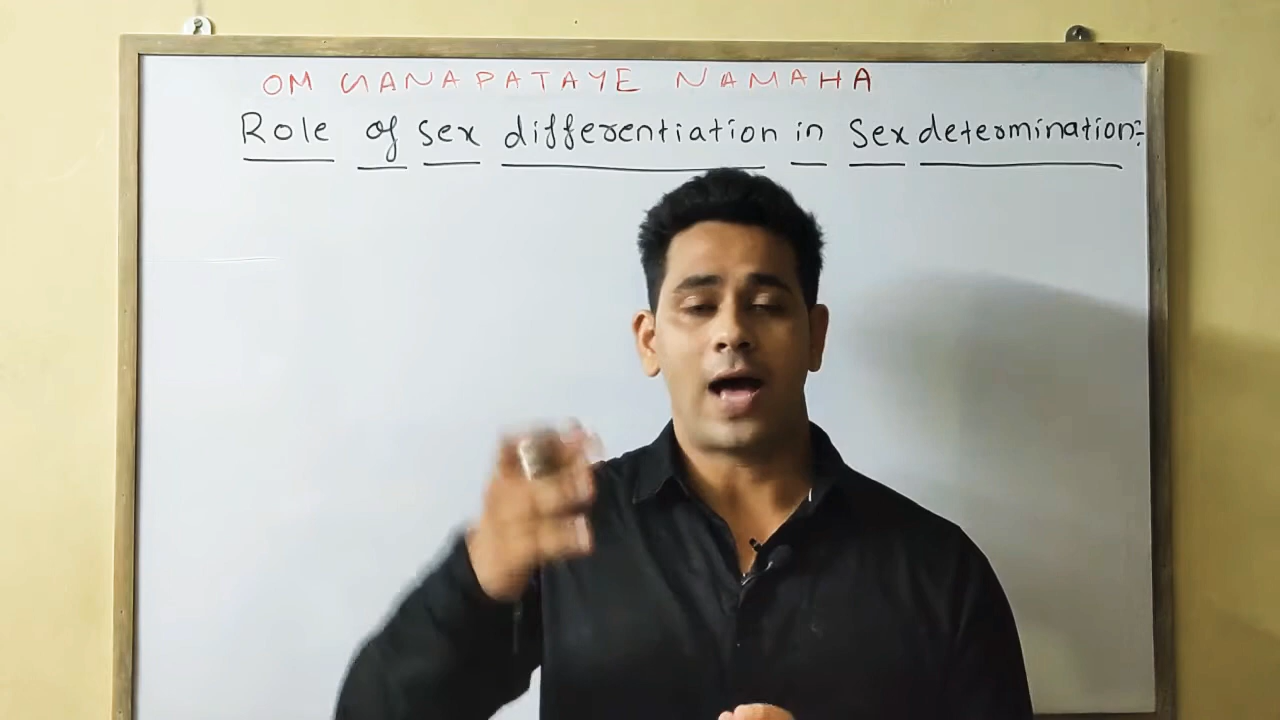 OM GANAPATAYE NAMAHA
Role of sex differentiation in Sex determination: